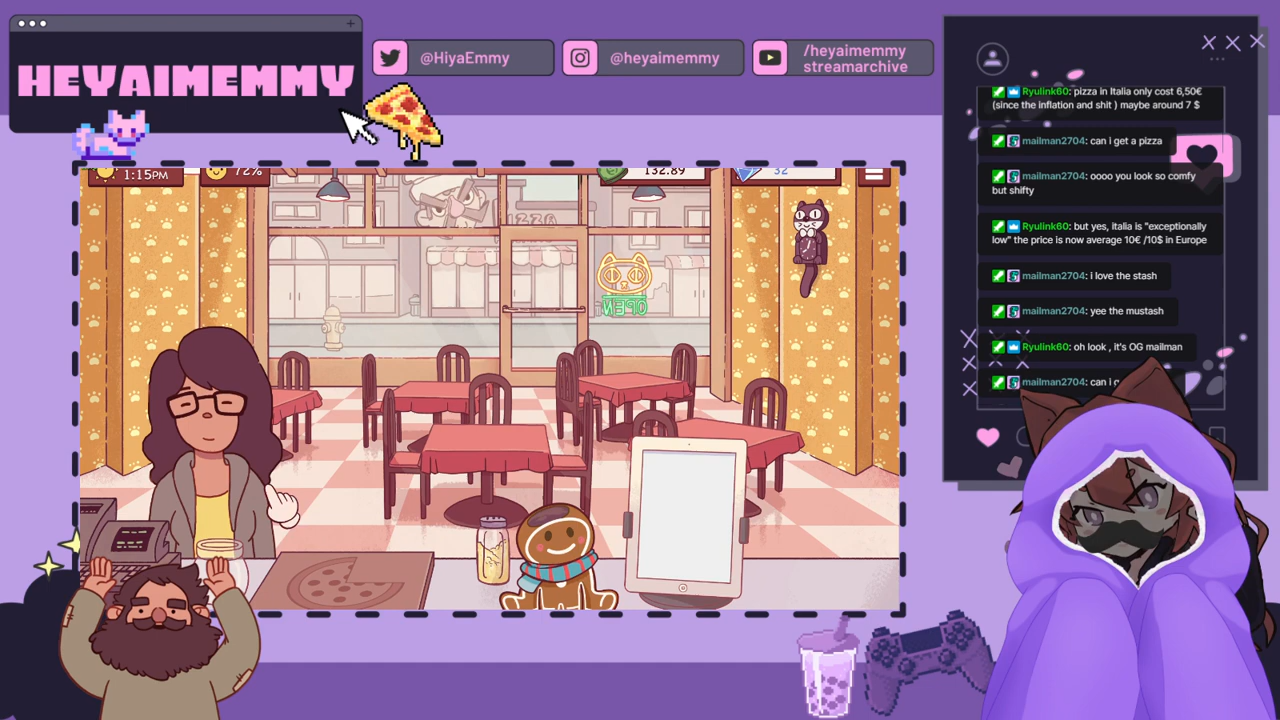 HEYAIMEMMY
@HiyaEmmy
@heyaimemmy
/heyaimemmy
streamarchive
1:15PM
72%
132.89
32
OPEN
Ryulink60: pizza in Italia only cost 6,50€
(since the inflation and shit ) maybe around 7 $
mailman2704: can i get a pizza
mailman2704: oooo you look so comfy
but shifty
Ryulink60: but yes, Italia is "exceptionally
low" the price is now average 10€ /10$ in Europe
mailman2704: i love the stash
mailman2704: yee the mustash
Ryulink60: oh look , it's OG mailman
mailman2704: can i